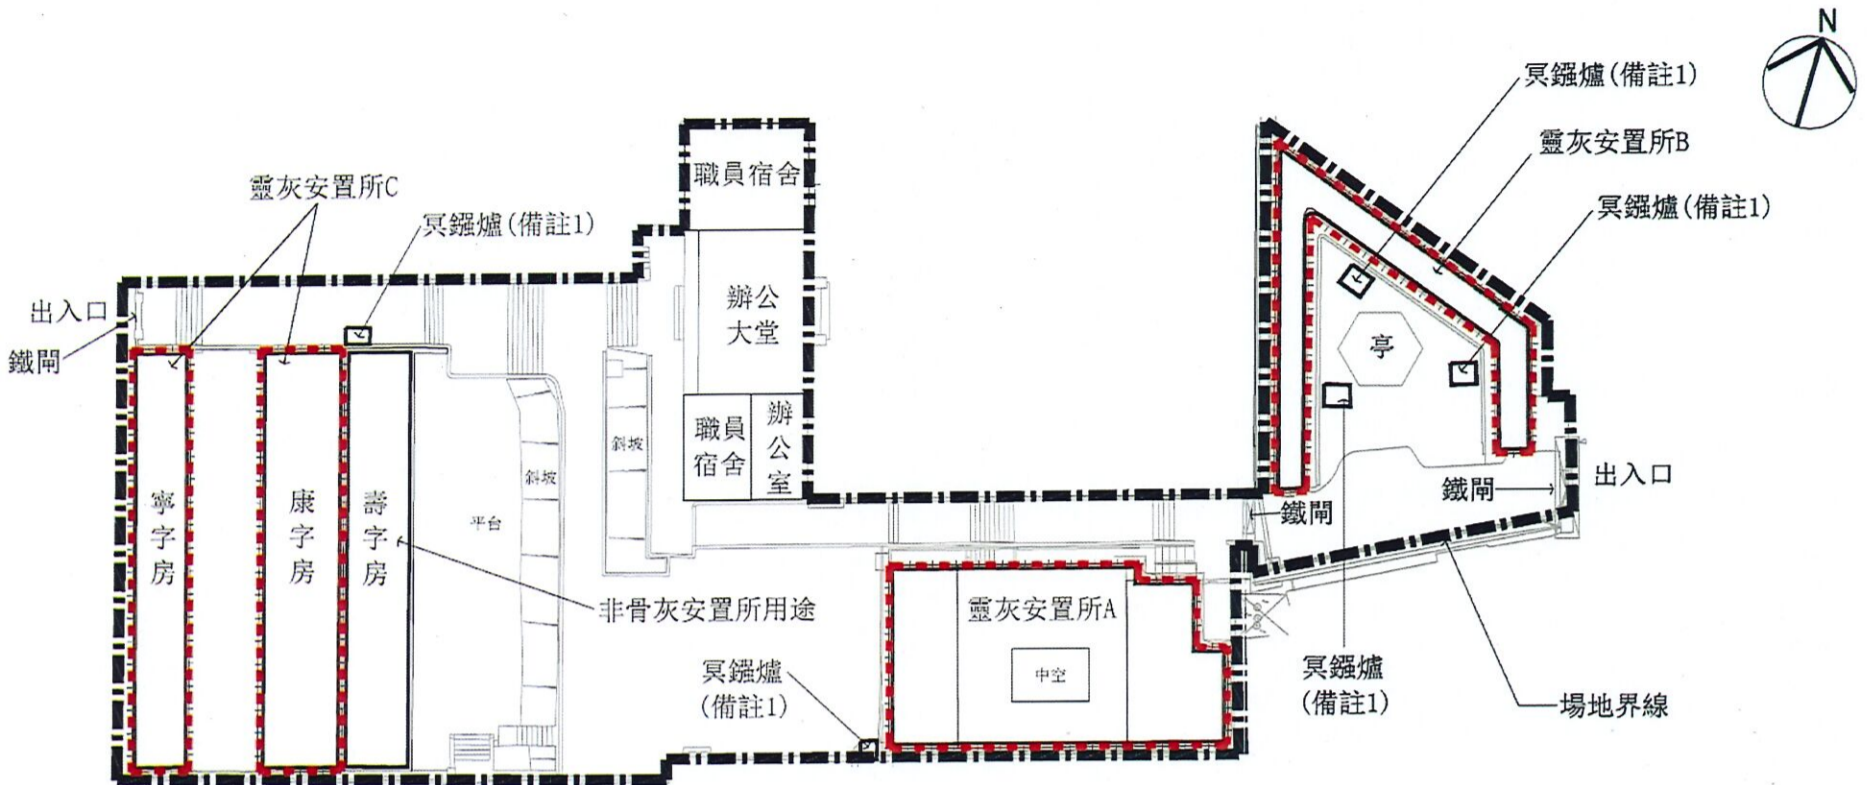 N
冥鏹爐(備註1)
靈灰安置所B
冥鏹爐(備註1)
職員宿舍
靈灰安置所C
冥鏹爐(備註1)
出入口
鐵閘
辦公
大堂
亭
職員
宿舍
辦
公
室
斜坡
斜坡
平台
寧字房
康字房
壽字房
鐵閘
出入口
鐵閘
非骨灰安置所用途
靈灰安置所A
中空
冥鏹爐
(備註1)
冥鏹爐
(備註1)
場地界線